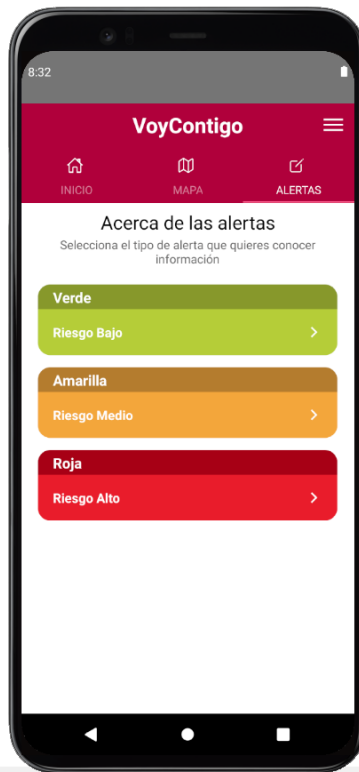 8:32
VoyContigo
INICIO
MAPA
ALERTAS
Acerca de las alertas
Selecciona el tipo de alerta que quieres conocer
información
Verde
Riesgo Bajo
Amarilla
Riesgo Medio
Roja
Riesgo Alto